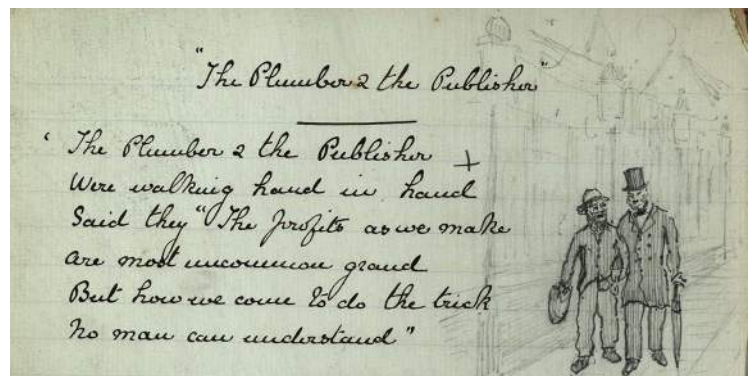 "The Plumber & the Publisher"
"The Plumber & the Publisher +
Were walking hand in hand
Said they "The profits as we make
are most uncommon grand
But how we come to do the trick
No man can understand"